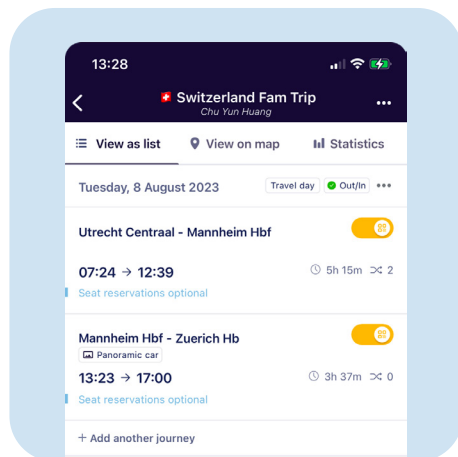 13:28
Switzerland Fam Trip
Chu Yun Huang
View as list View on map Statistics
Tuesday, 8 August 2023 Travel day Out/In
Utrecht Centraal - Mannheim Hbf
07:24 → 12:39 5h 15m 2
Seat reservations optional
Mannheim Hbf - Zuerich Hb
Panoramic car
13:23 → 17:00 3h 37m 0
Seat reservations optional
+ Add another journey